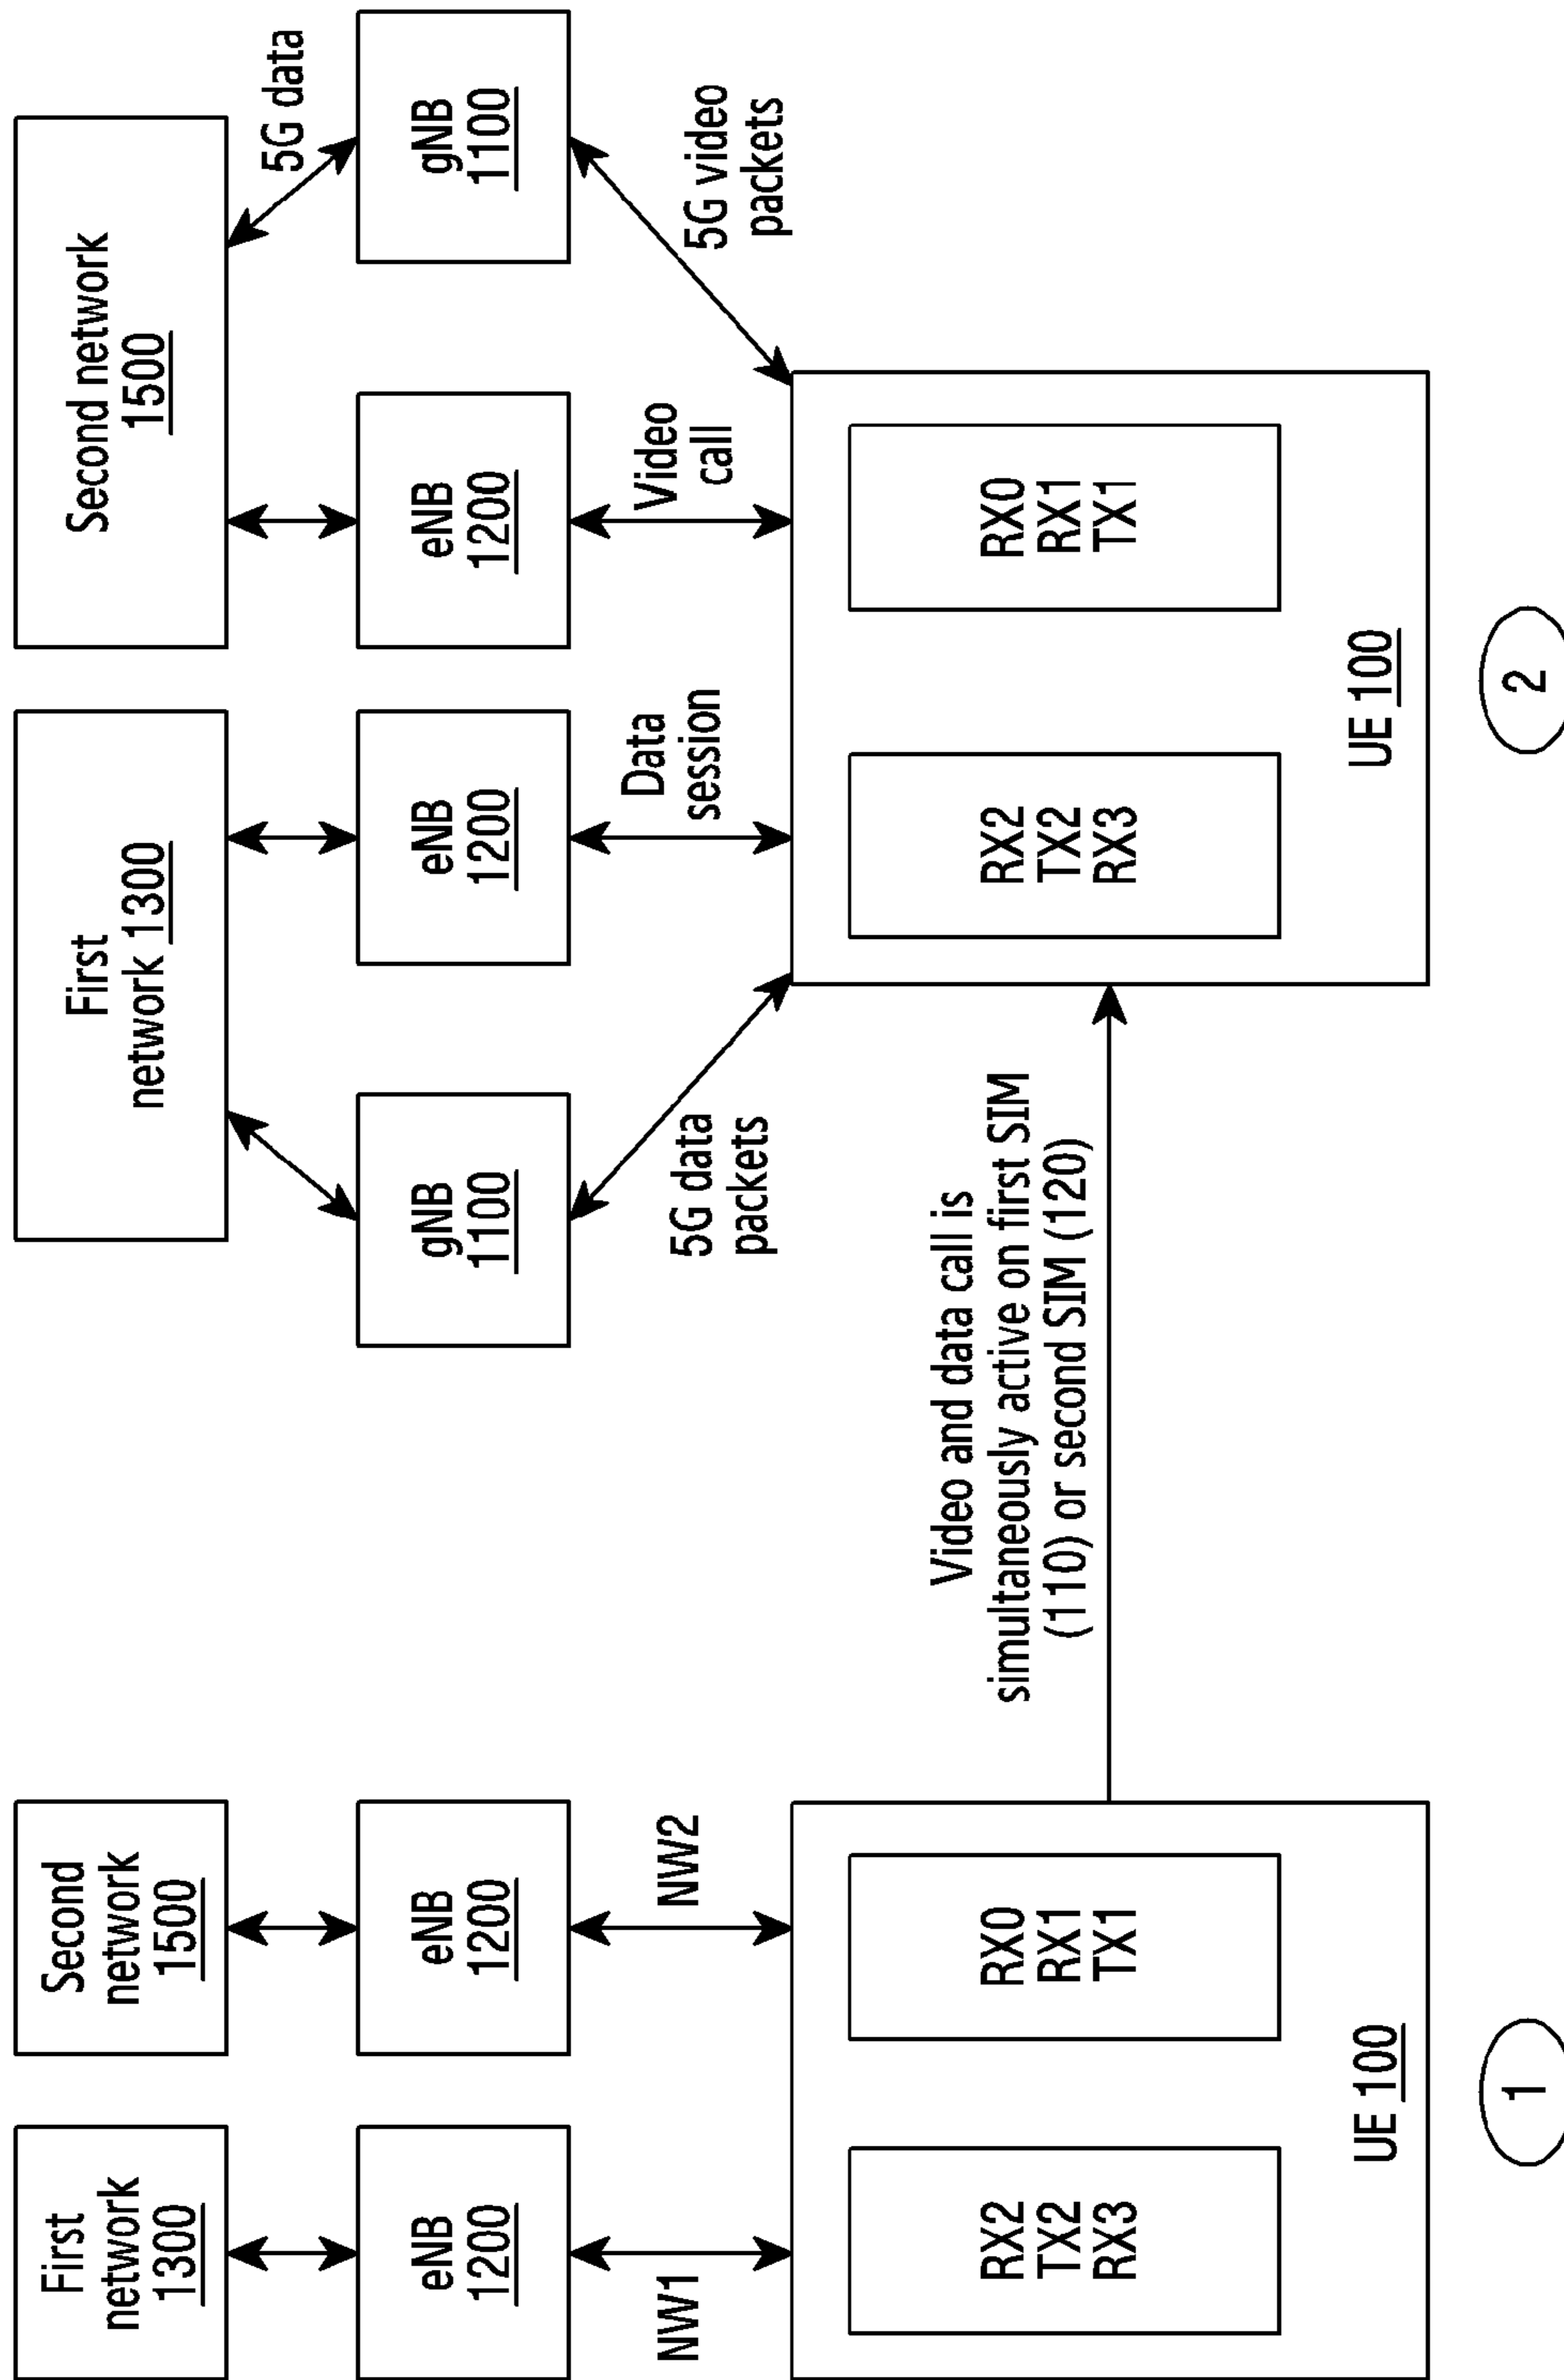 First
network
1300
Second
network
1500
eNB
1200
eNB
1200
NW1
NW2
RX2
TX2
RX3
RX0
RX1
TX1
UE 100
1
Video and data call is
simultaneously active on first SIM
(110) or second SIM (120)
First
network 1300
Second network
1500
5G data
gNB
1100
eNB
1200
eNB
1200
gNB
1100
5G data
packets
Data
session
Video
call
5G video
packets
RX2
TX2
RX3
RX0
RX1
TX1
UE 100
2